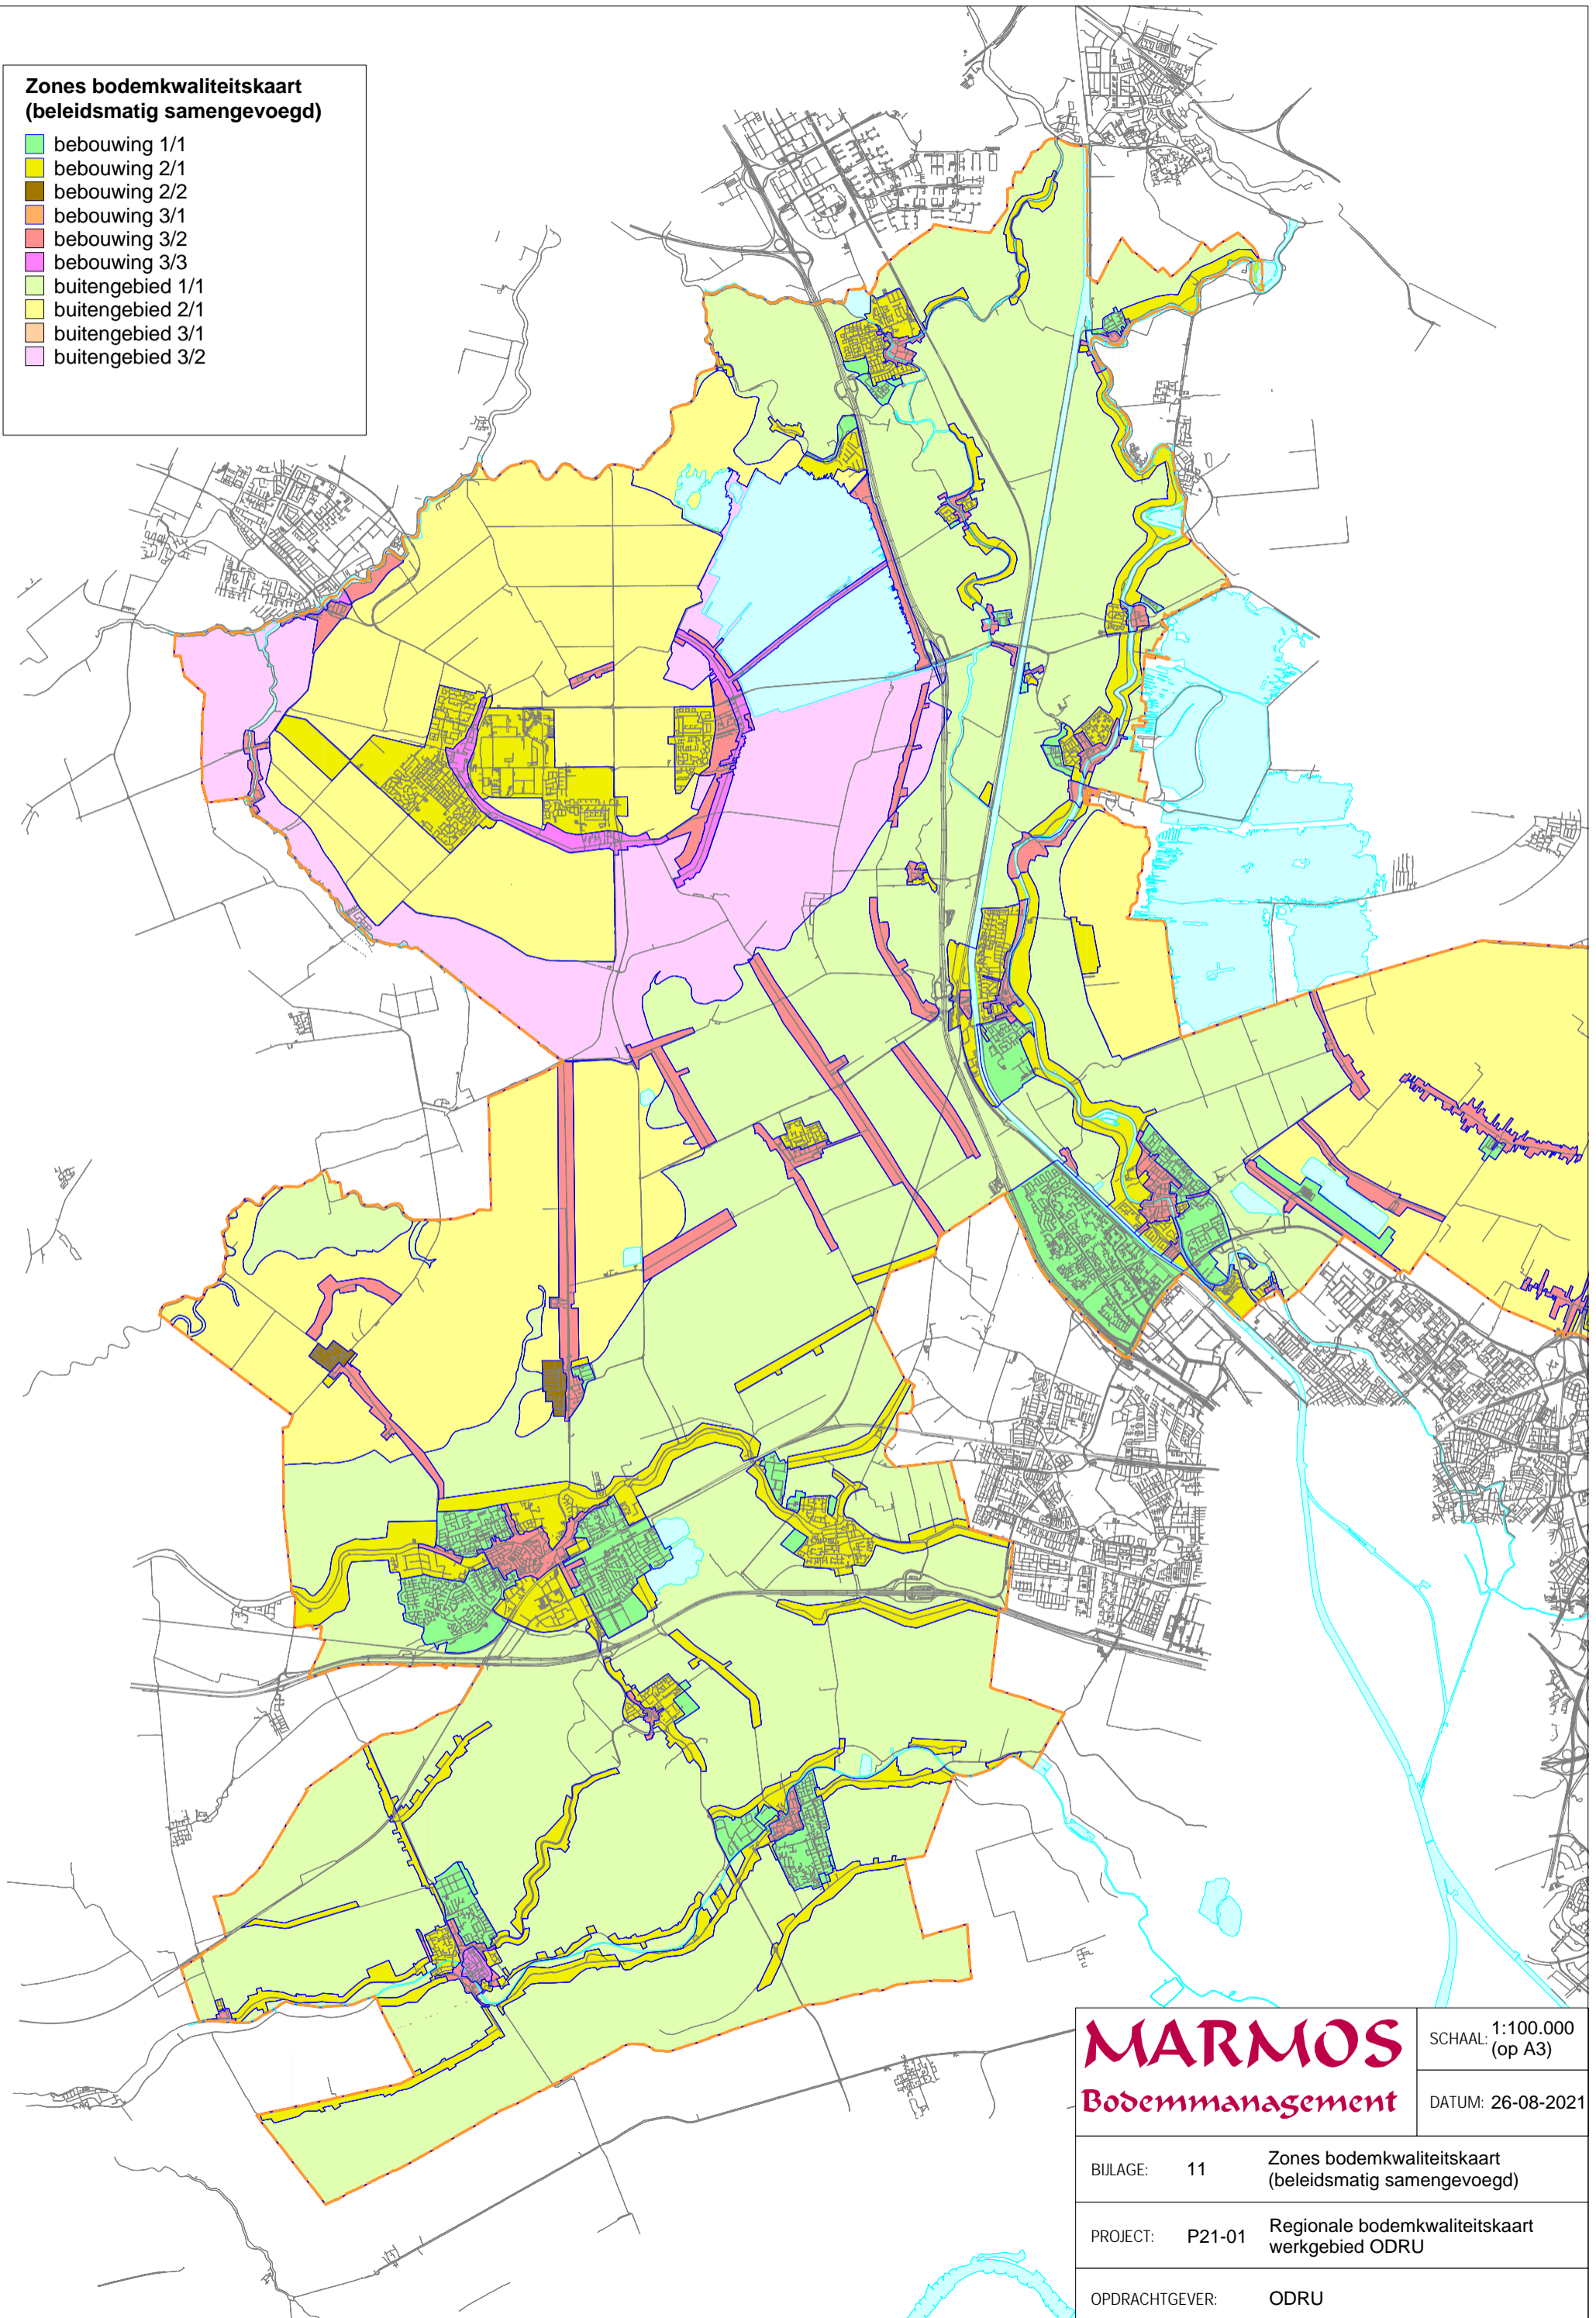 Zones bodemkwaliteitskaart
(beleidsmatig samengevoegd)
bebouwing 1/1
bebouwing 2/1
bebouwing 2/2
bebouwing 3/1
bebouwing 3/2
bebouwing 3/3
buitengebied 1/1
buitengebied 2/1
buitengebied 3/1
buitengebied 3/2
MARMOS
Bodemmanagement
SCHAAL: 1:100.000
(op A3)
DATUM: 26-08-2021
BIJLAGE: 11 Zones bodemkwaliteitskaart
(beleidsmatig samengevoegd)
PROJECT: P21-01 Regionale bodemkwaliteitskaart
werkgebied ODRU
OPDRACHTGEVER: ODRU